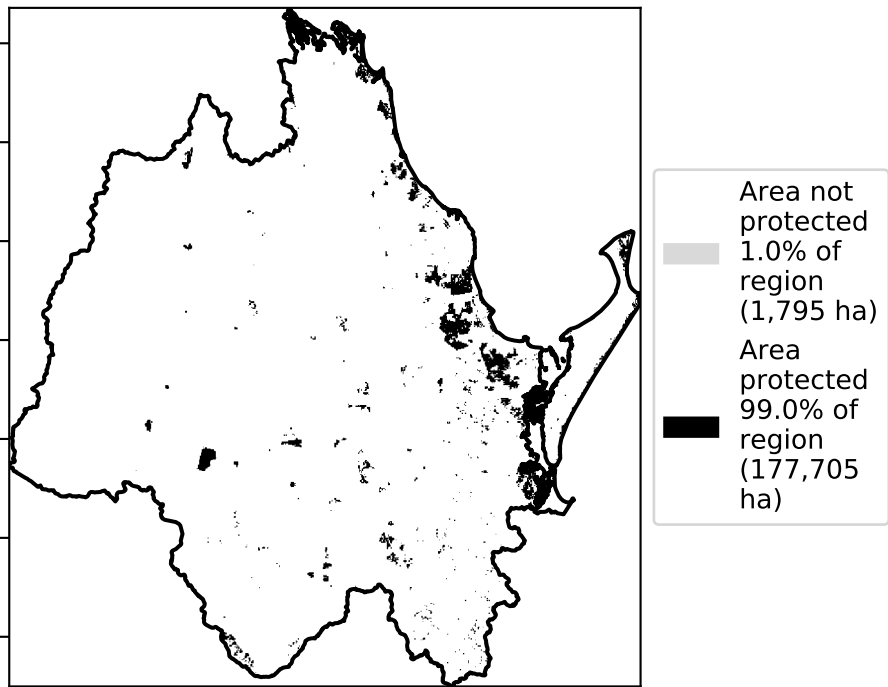 Area not
protected
1.0% of
region
(1,795 ha)
Area
protected
99.0% of
region
(177,705
ha)